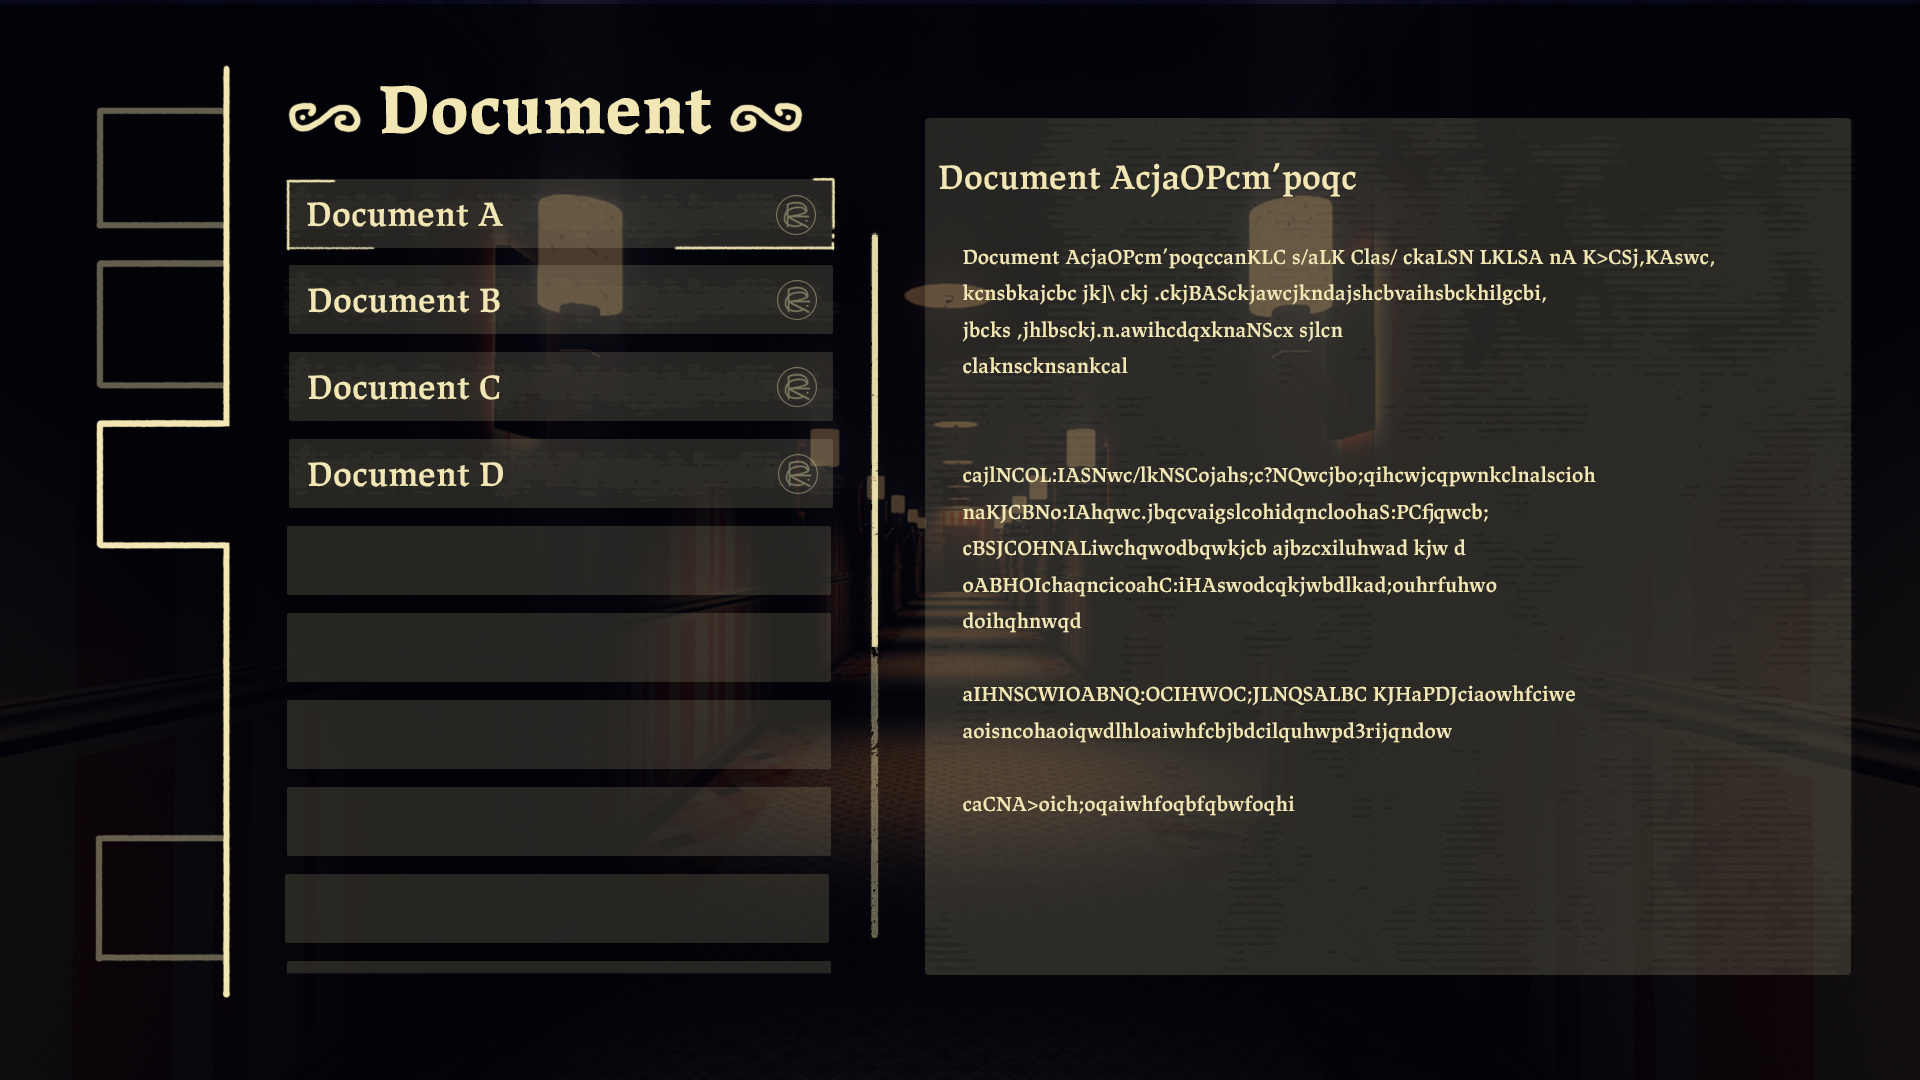 Document
Document A
Document B
Document C
Document D
Document AcjaOPcm'poqc
Document AcjaOPcm'poqccanKLC s/aLK Clas/ ckaLSN LKLSA nA K>CSj,KAswc,
kcnsbkajcbc jk]\ ckj .ckjBASckjawcjkndajshcbvaihsbckhilgcbi,
jbcks ,jhlbsckj.n.awihcdqxknaNScx sjlcn
claknscknsankcal
cajlNCOL:IASNwc/lkNSCojahs;c?NQwcjbo;qihcwjcqpwnkclnalscioh
naKJCBNo:IAhqwc.jbqcvaigslcohidqncloohaS:PCfjqwcb;
cBSJCOHNALiwchqwodbqwkjcb ajbzcxiluhwad kjw d
oABHOIchaqncicoahC:iHAswodcqkjwbdlkad;ouhrfuhwo
doihqhnwqd
aIHNSCWIOABNQ:OCIHWOC;JLNQSALBC KJHaPDJciaowhfciwe
aoisncohaoiqwdlhloaiwhfcbjbdcilquhwpd3rijqndow
caCNA>oich;oqaiwhfoqbfqbwfoqhi